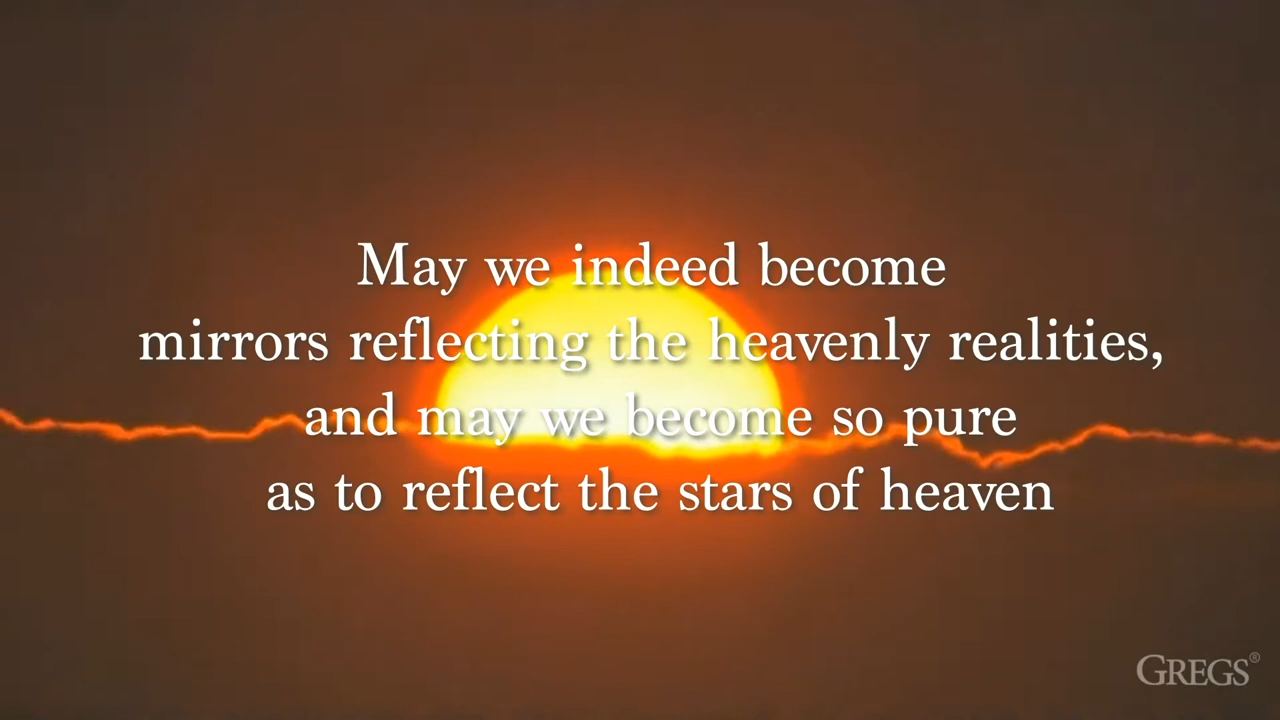 May we indeed become
mirrors reflecting the heavenly realities,
and may we become so pure
as to reflect the stars of heaven
GREGS®